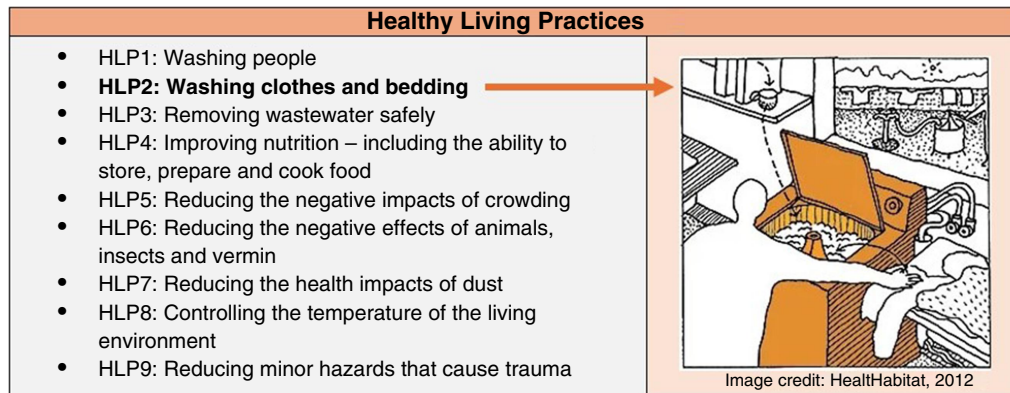 Healthy Living Practices
• HLP1: Washing people
• HLP2: Washing clothes and bedding
• HLP3: Removing wastewater safely
• HLP4: Improving nutrition – including the ability to
store, prepare and cook food
• HLP5: Reducing the negative impacts of crowding
• HLP6: Reducing the negative effects of animals,
insects and vermin
• HLP7: Reducing the health impacts of dust
• HLP8: Controlling the temperature of the living
environment
• HLP9: Reducing minor hazards that cause trauma
Image credit: HealtHabitat, 2012